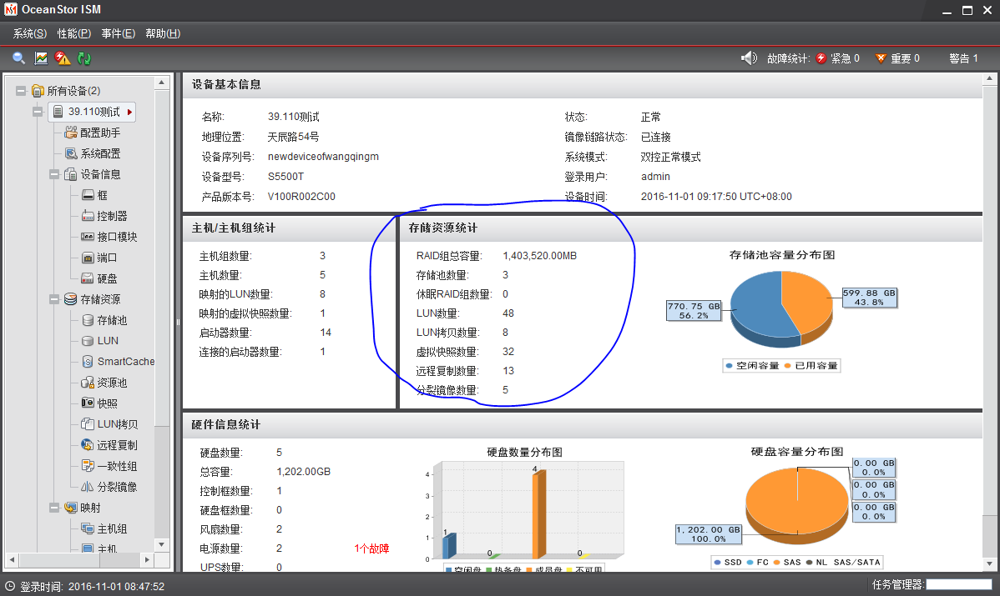 OceanStor ISM
系统(S) 性能(P) 事件(E) 帮助(H)
故障统计: 紧急 0 重要 0 警告 1
所有设备(2)
39.110测试
配置助手
系统配置
设备信息
框
控制器
接口模块
端口
硬盘
存储资源
存储池
LUN
SmartCache
资源池
快照
LUN拷贝
远程复制
一致性组
分裂镜像
映射
主机组
主机
设备基本信息
名称: 39.110测试
地理位置: 天辰路54号
设备序列号: newdeviceofwangqingm
设备型号: S5500T
产品版本号: V100R002C00
状态: 正常
镜像链路状态: 已连接
系统模式: 双控正常模式
登录用户: admin
设备时间: 2016-11-01 09:17:50 UTC+08:00
主机/主机组统计
主机组数量: 3
主机数量: 5
映射的LUN数量: 8
映射的虚拟快照数量: 1
启动器数量: 14
连接的启动器数量: 1
存储资源统计
RAID组总容量: 1,403,520.00MB
存储池数量: 3
休眠RAID组数量: 0
LUN数量: 48
LUN拷贝数量: 8
虚拟快照数量: 32
远程复制数量: 13
分裂镜像数量: 5
存储池容量分布图
770.75 GB
56.2%
599.88 GB
43.8%
空闲容量 已用容量
硬件信息统计
硬盘数量: 5
总容量: 1,202.00GB
控制框数量: 1
硬盘框数量: 0
风扇数量: 2
电源数量: 2 1个故障
UPS数量: 0
硬盘数量分布图
4
3
2
1
0
1 0 4 0
空闲盘 热备盘 成员盘 不可用
硬盘容量分布图
0.00 GB
0.0%
0.00 GB
0.0%
0.00 GB
0.0%
1,202.00 GB
100.0%
SSD FC SAS NL SAS/SATA
登录时间: 2016-11-01 08:47:52
任务管理器: